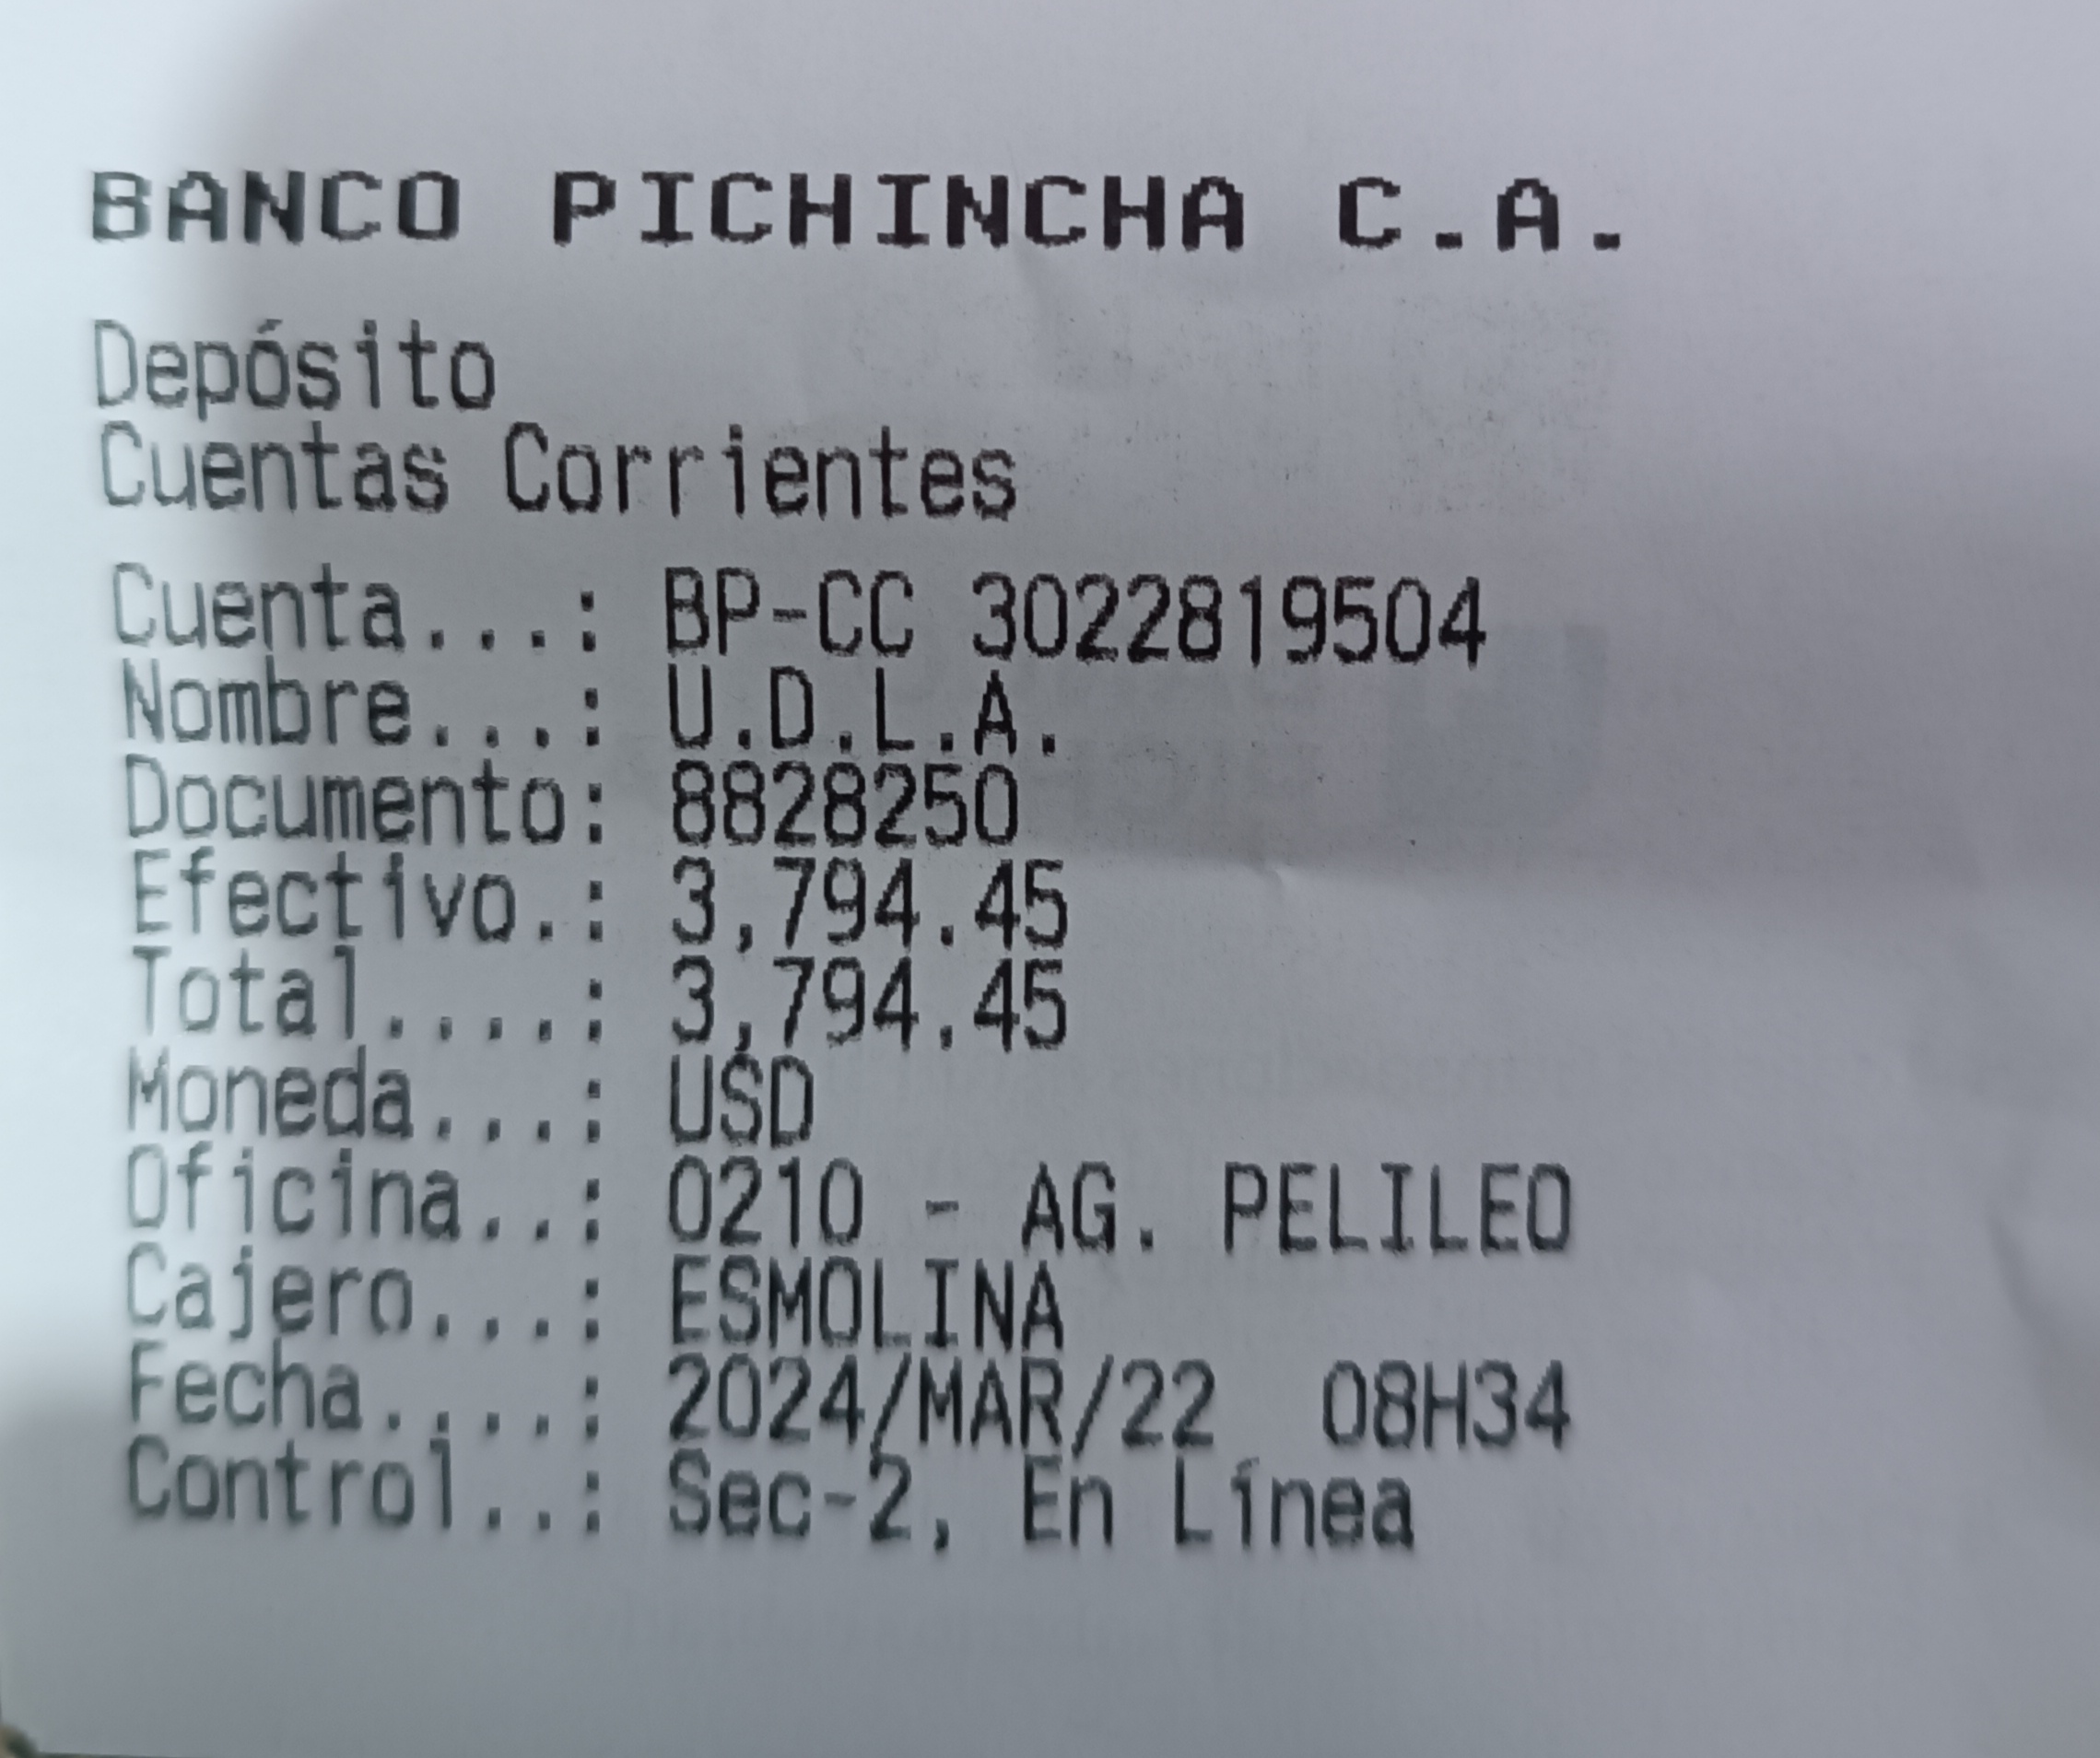 BANCO PICHINCHA C.A.
Depósito
Cuentas Corrientes
Cuenta...: BP-CC 3022819504
Nombre...: U.D.L.A.
Documento: 8828250
Efectivo.: 3,794.45
Total....: 3,794.45
Moneda...: USD
Oficina..: 0210 - AG. PELILEO
Cajero...: ESMOLINA
Fecha....: 2024/MAR/22 08H34
Control..: Sec-2, En Línea